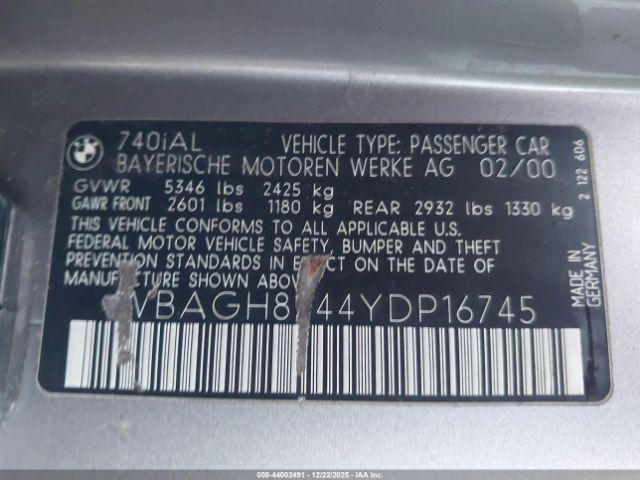 BMW
740iAL VEHICLE TYPE: PASSENGER CAR
BAYERISCHE MOTOREN WERKE AG 02/00
GVWR 5346 lbs 2425 kg
GAWR FRONT 2601 lbs 1180 kg REAR 2932 lbs 1330 kg
THIS VEHICLE CONFORMS TO ALL APPLICABLE U.S.
FEDERAL MOTOR VEHICLE SAFETY, BUMPER AND THEFT
PREVENTION STANDARDS IN EFFECT ON THE DATE OF
MANUFACTURE SHOWN ABOVE.
2 122 606
MADE IN GERMANY
000-44002491 - 12/22/2025 -